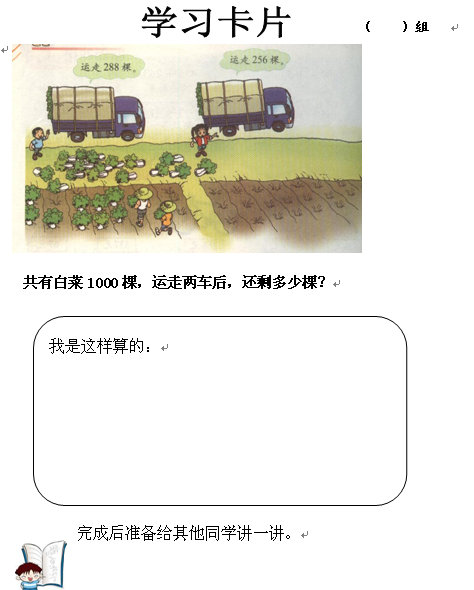 学习卡片
（　　）组
运走288棵。
运走256棵。
共有白菜1000棵，运走两车后，还剩多少棵？
我是这样算的：
完成后准备给其他同学讲一讲。